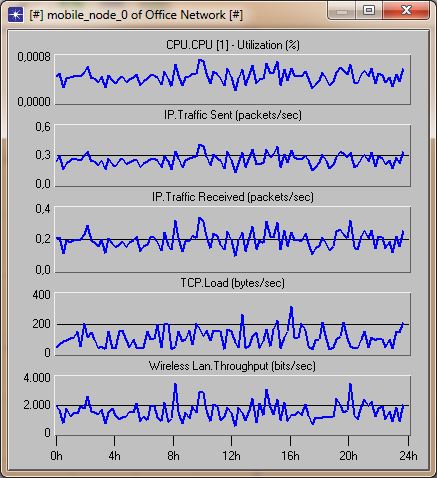 [#] mobile_node_0 of Office Network [#]
CPU.CPU [1] - Utilization (%)
0,0008
0,0000
IP.Traffic Sent (packets/sec)
0,6
0,3
0,0
IP.Traffic Received (packets/sec)
0,4
0,2
0,0
TCP.Load (bytes/sec)
400
200
0
Wireless Lan.Throughput (bits/sec)
4.000
2.000
0
0h 4h 8h 12h 16h 20h 24h